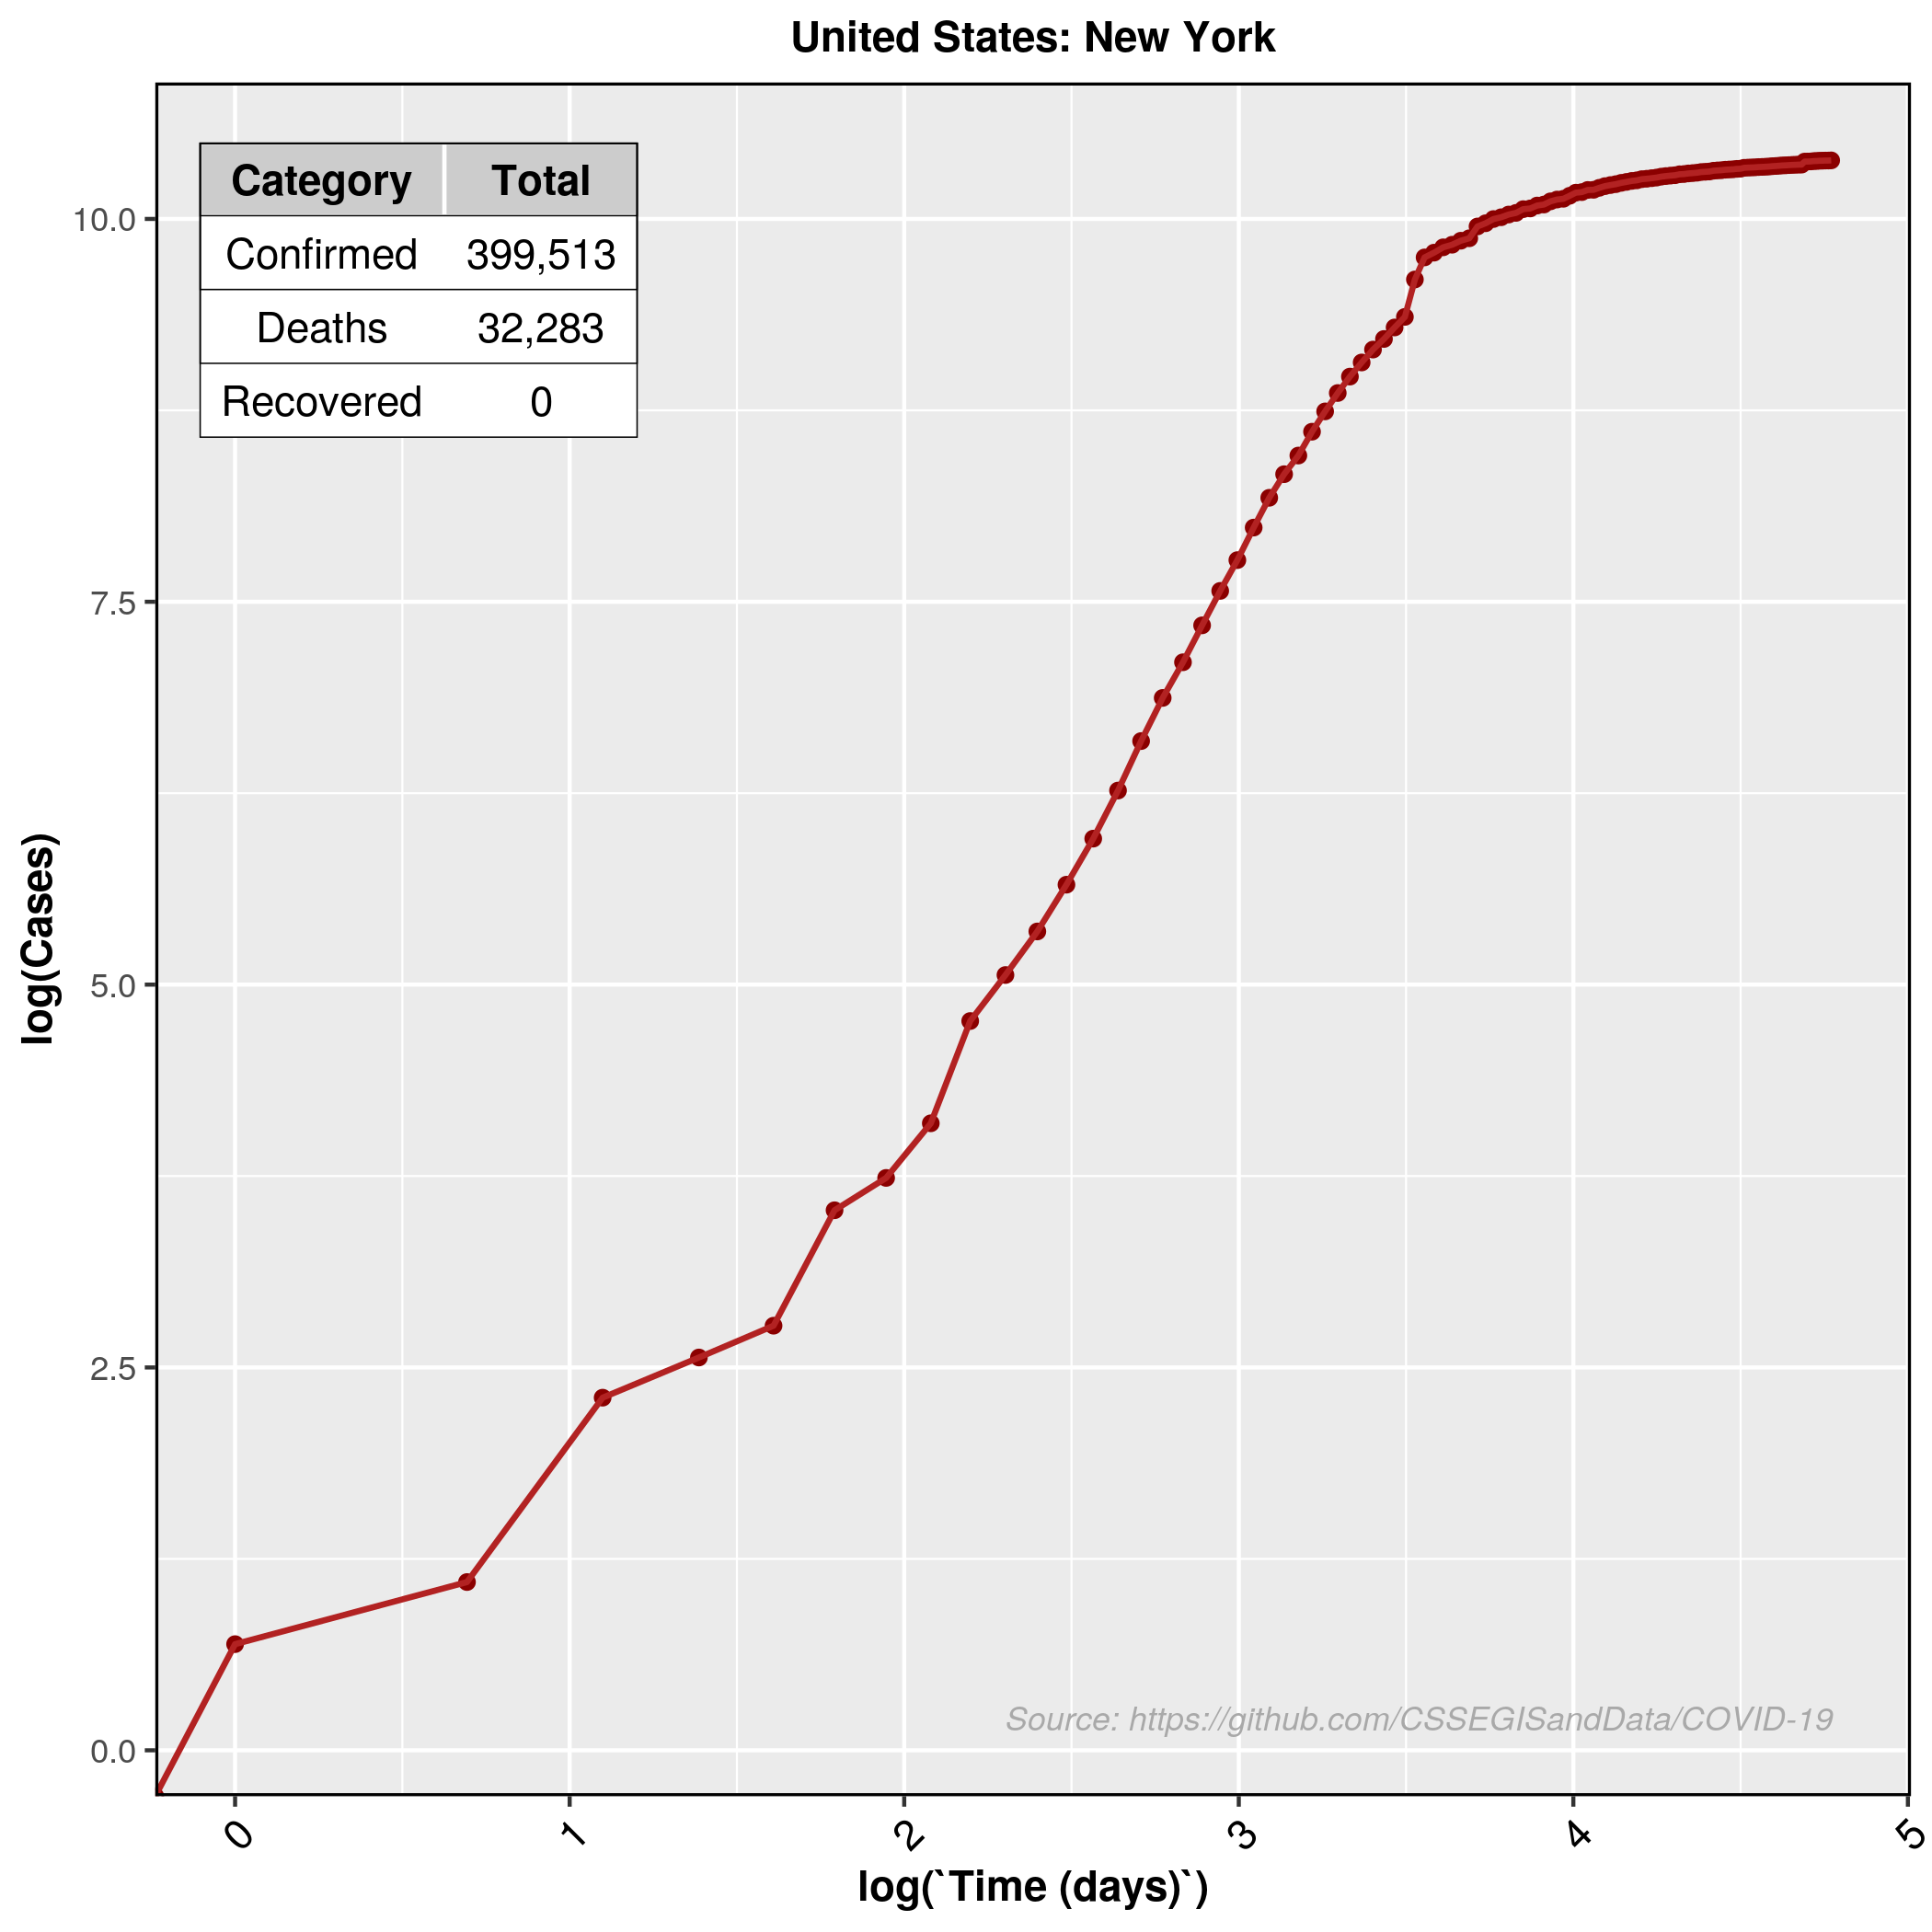 United States: New York
Category Total
Confirmed 399,513
Deaths 32,283
Recovered 0
10.0
7.5
5.0
2.5
0.0
log(Cases)
Source: https://github.com/CSSEGISandData/COVID-19
0 1 2 3 4 5
log(`Time (days)`)